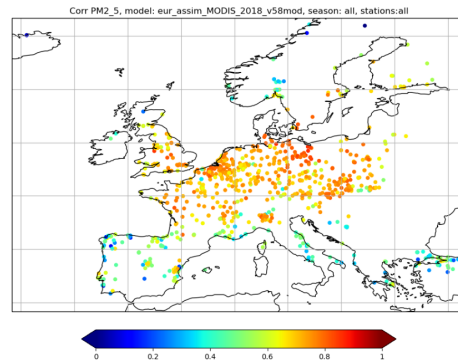 Corr PM2_5, model: eur_assim_MODIS_2018_v58mod, season: all, stations:all
0 0.2 0.4 0.6 0.8 1